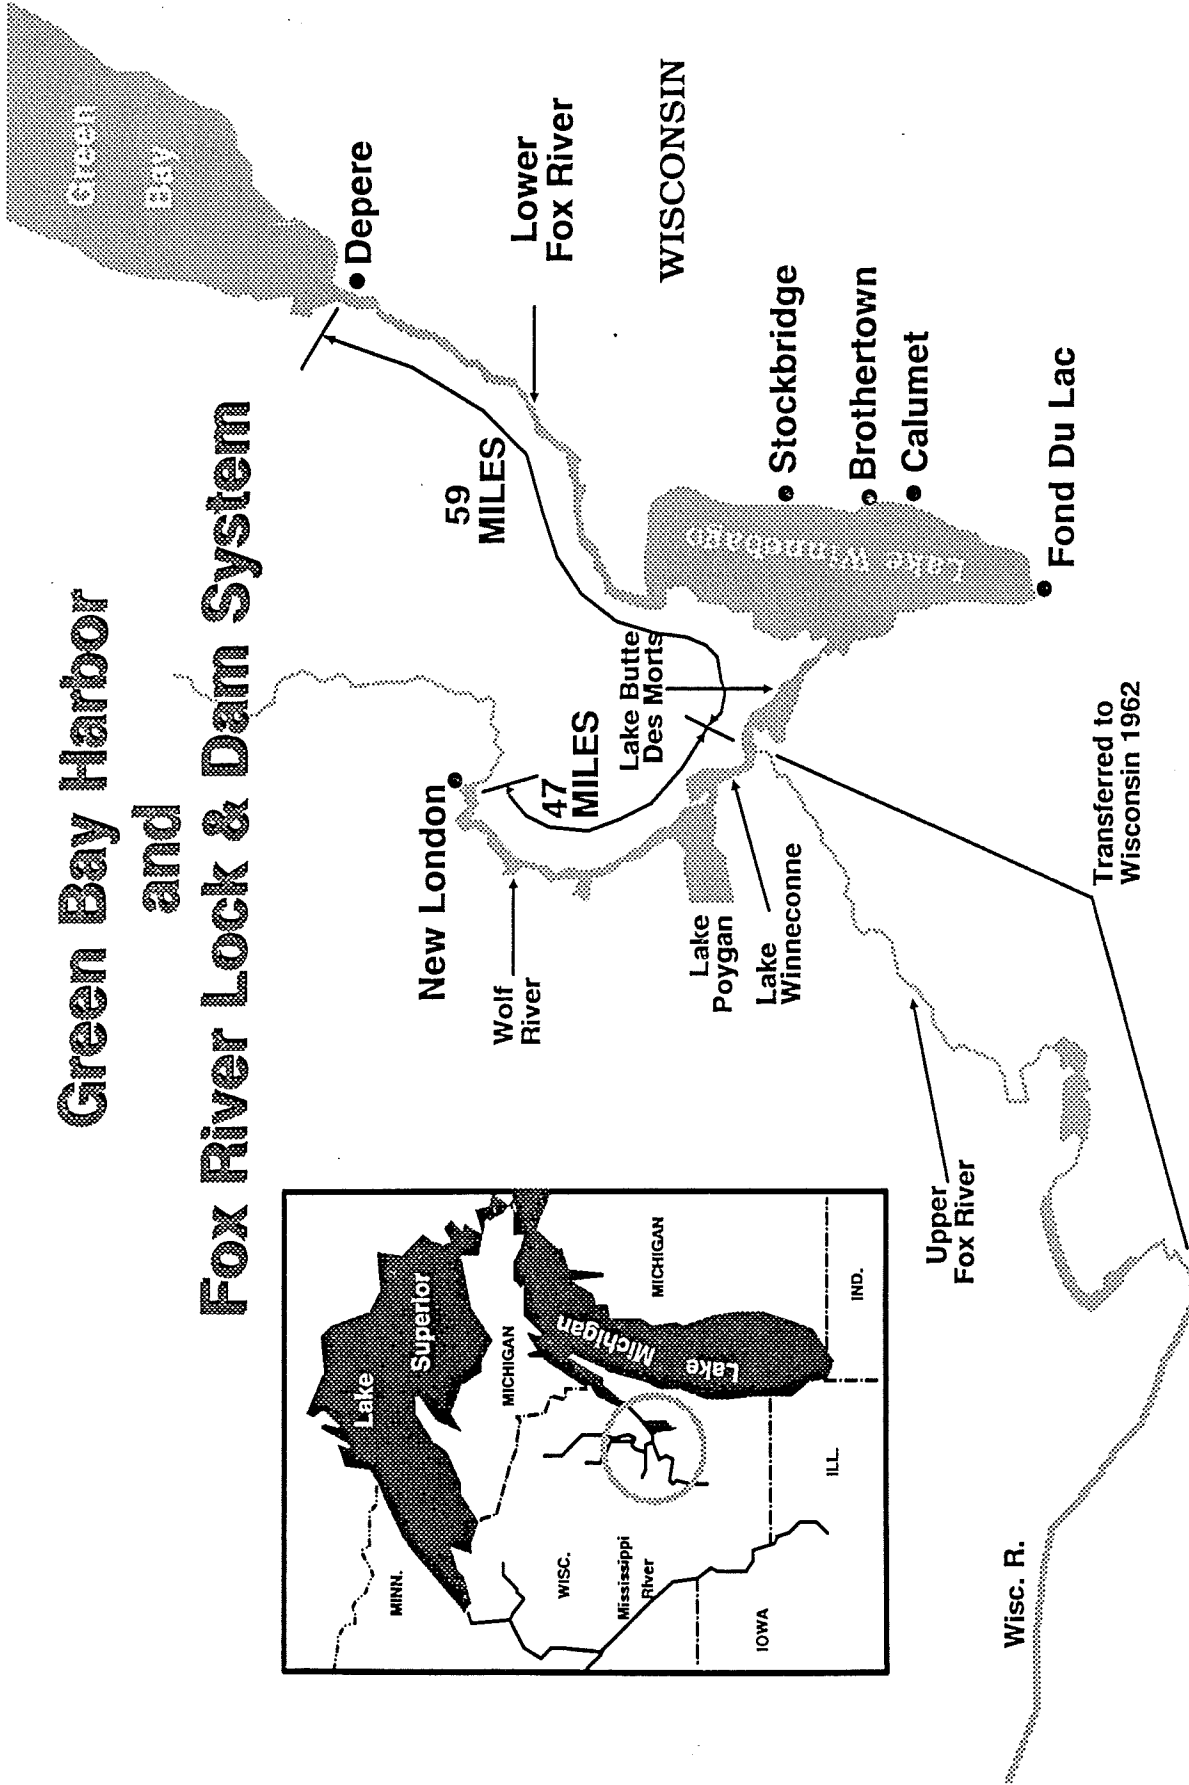 Green Bay Harbor
and
Fox River Lock & Dam System
Green
Bay
Depere
Lower
Fox River
WISCONSIN
59
MILES
New London
47
MILES
Wolf
River
Lake Butte
Des Morts
Lake
Poygan
Lake
Winneconne
Lake Winnebago
Stockbridge
Brothertown
Calumet
Fond Du Lac
Transferred to
Wisconsin 1962
Upper
Fox River
Wisc. R.
Lake
Superior
MINN.
MICHIGAN
WISC.
Mississippi
River
Lake
Michigan
MICHIGAN
IOWA
ILL.
IND.